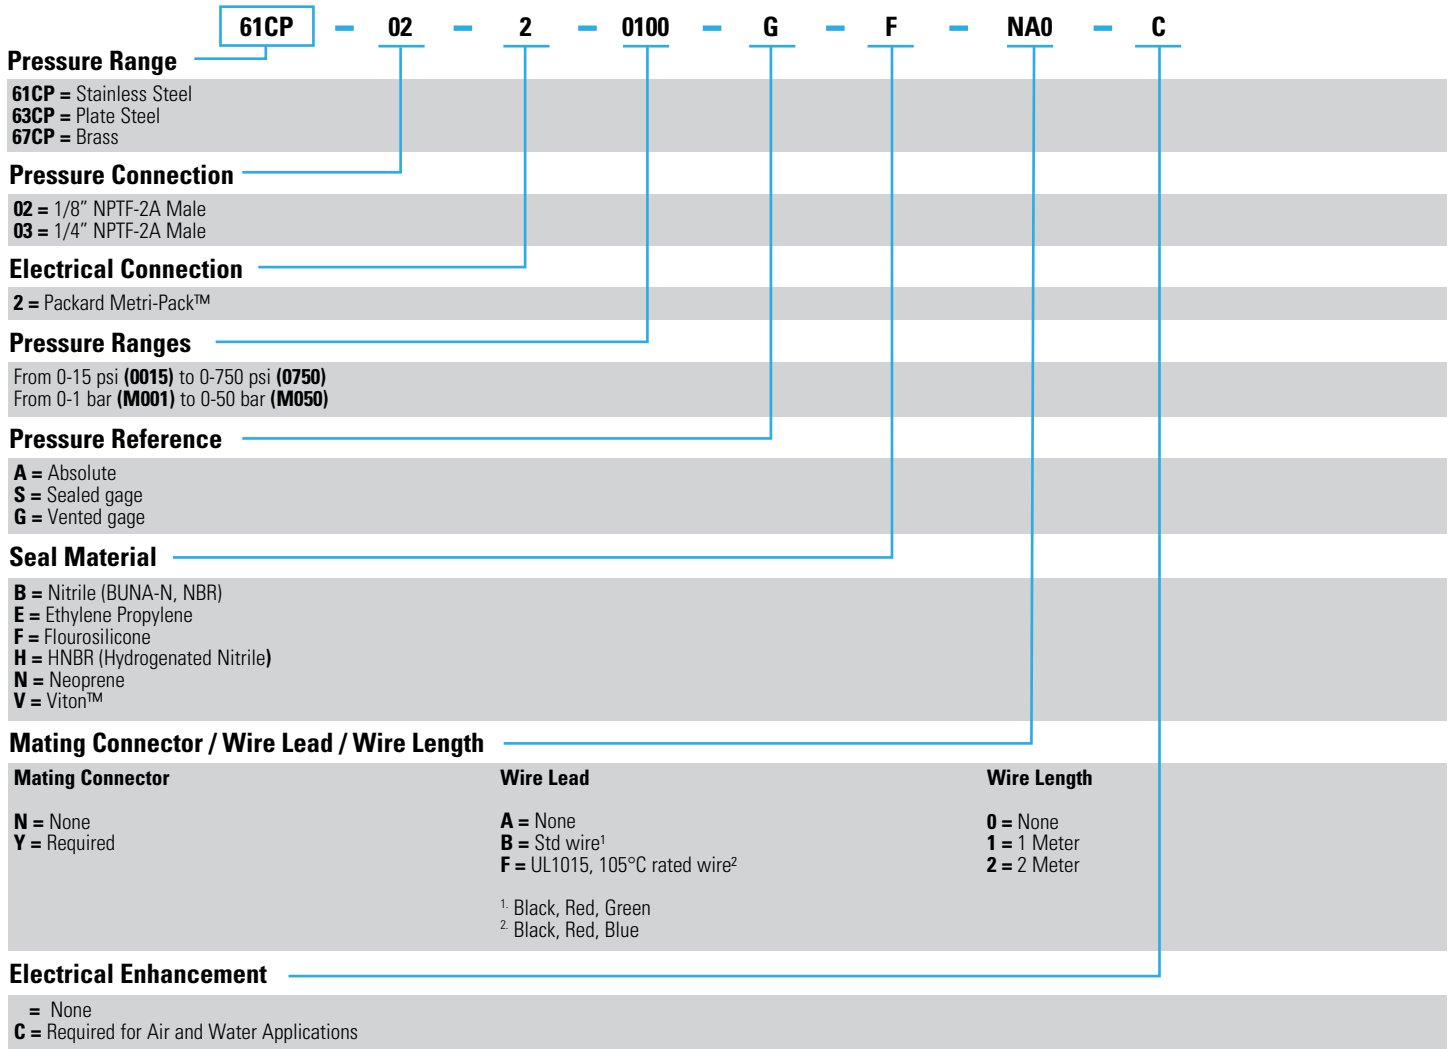 61CP – 02 – 2 – 0100 – G – F – NA0 – C
Pressure Range
61CP = Stainless Steel
63CP = Plate Steel
67CP = Brass
Pressure Connection
02 = 1/8” NPTF-2A Male
03 = 1/4” NPTF-2A Male
Electrical Connection
2 = Packard Metri-Pack™
Pressure Ranges
From 0-15 psi (0015) to 0-750 psi (0750)
From 0-1 bar (M001) to 0-50 bar (M050)
Pressure Reference
A = Absolute
S = Sealed gage
G = Vented gage
Seal Material
B = Nitrile (BUNA-N, NBR)
E = Ethylene Propylene
F = Flourosilicone
H = HNBR (Hydrogenated Nitrile)
N = Neoprene
V = Viton™
Mating Connector / Wire Lead / Wire Length
Mating Connector
N = None
Y = Required
Wire Lead
A = None
B = Std wire¹
F = UL1015, 105°C rated wire²
1. Black, Red, Green
2. Black, Red, Blue
Wire Length
0 = None
1 = 1 Meter
2 = 2 Meter
Electrical Enhancement
= None
C = Required for Air and Water Applications